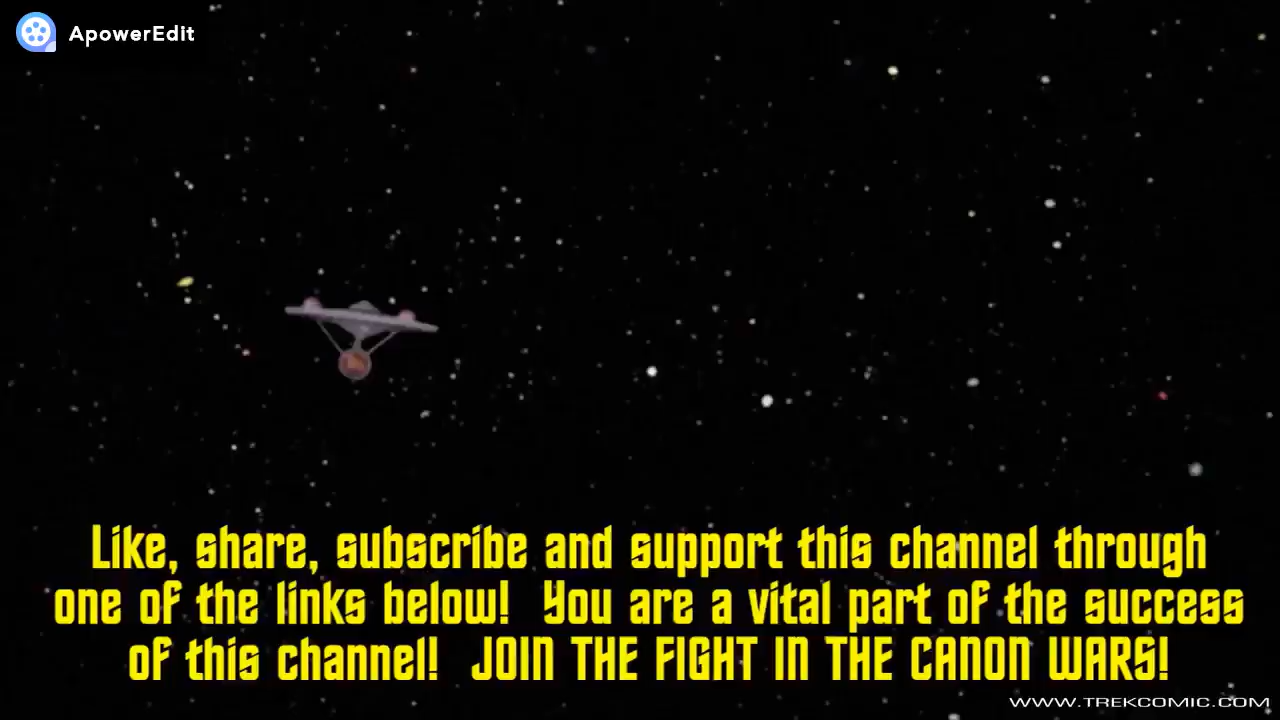 ApowerEdit
Like, share, subscribe and support this channel through
one of the links below! You are a vital part of the success
of this channel! JOIN THE FIGHT IN THE CANON WARS!
WWW.TREKCOMIC.COM